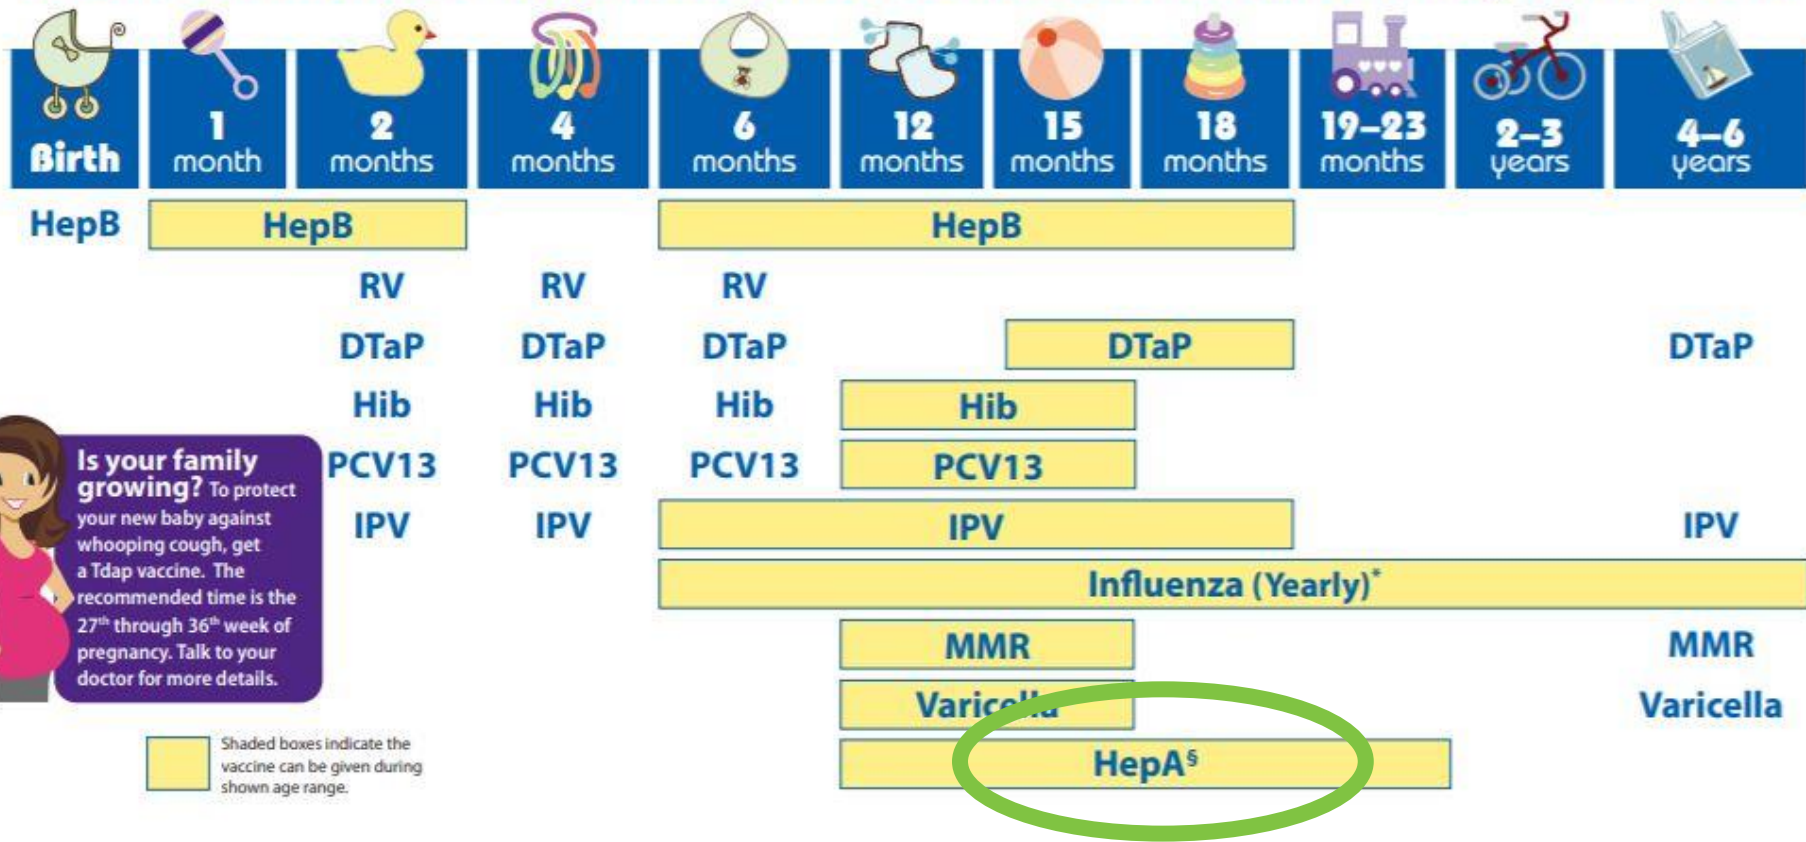 Birth
1
month
2
months
4
months
6
months
12
months
15
months
18
months
19–23
months
2–3
years
4–6
years
HepB HepB HepB
RV RV RV
DTaP DTaP DTaP DTaP DTaP
Hib Hib Hib Hib
PCV13 PCV13 PCV13 PCV13
IPV IPV IPV IPV
Influenza (Yearly)*
MMR MMR
Varicella Varicella
HepA§
Is your family
growing? To protect
your new baby against
whooping cough, get
a Tdap vaccine. The
recommended time is the
27th through 36th week of
pregnancy. Talk to your
doctor for more details.
Shaded boxes indicate the
vaccine can be given during
shown age range.